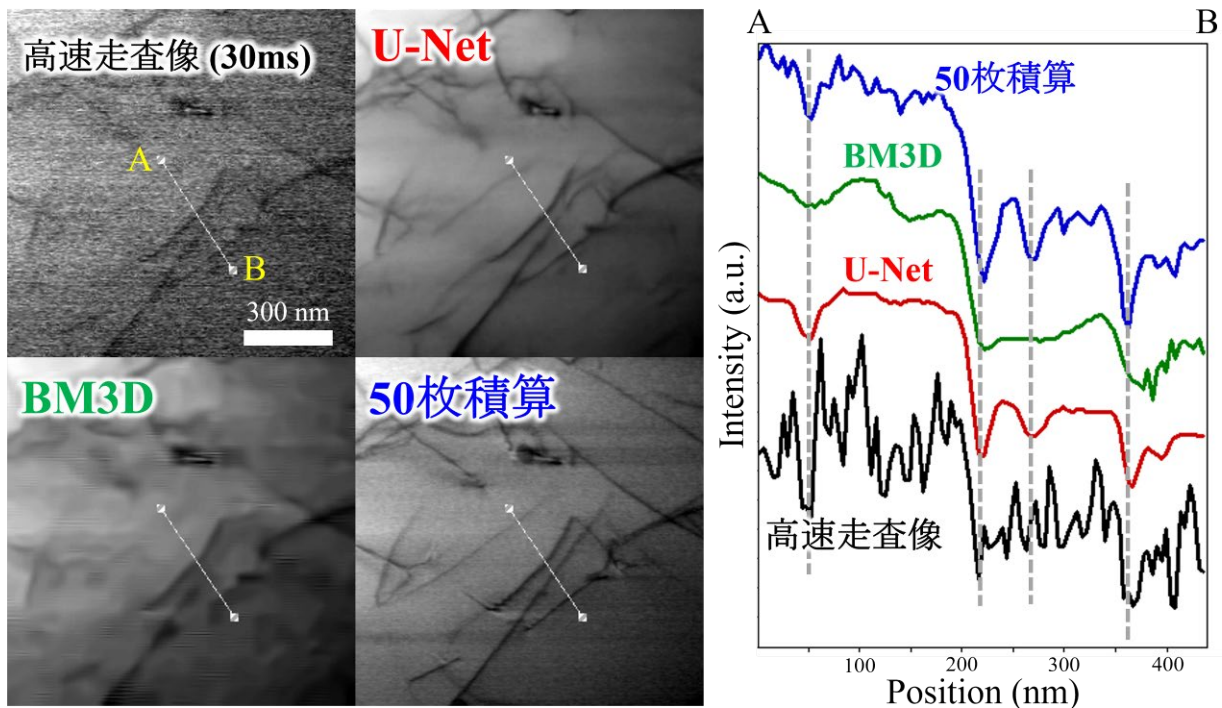 高速走査像 (30ms)
U-Net
A
B
300 nm
BM3D
50枚積算
A
B
50枚積算
BM3D
U-Net
高速走査像
Intensity (a.u.)
100
200
300
400
Position (nm)